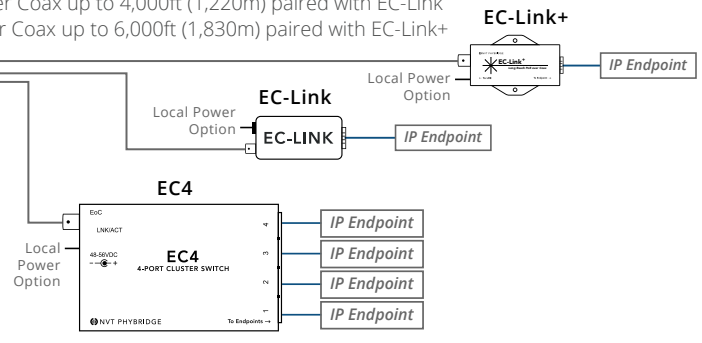 er Coax up to 4,000ft (1,220m) paired with EC-Link
r Coax up to 6,000ft (1,830m) paired with EC-Link+
EC-Link+
EC-Link+
IP Endpoint
Local Power
Option
EC-Link
Local Power
Option
EC-LINK
IP Endpoint
EC4
EoC
LNK/ACT
48-56VDC
- +
EC4
4-PORT CLUSTER SWITCH
NVT PHYBRIDGE
To Endpoints →
4
3
2
1
Local
Power
Option
IP Endpoint
IP Endpoint
IP Endpoint
IP Endpoint